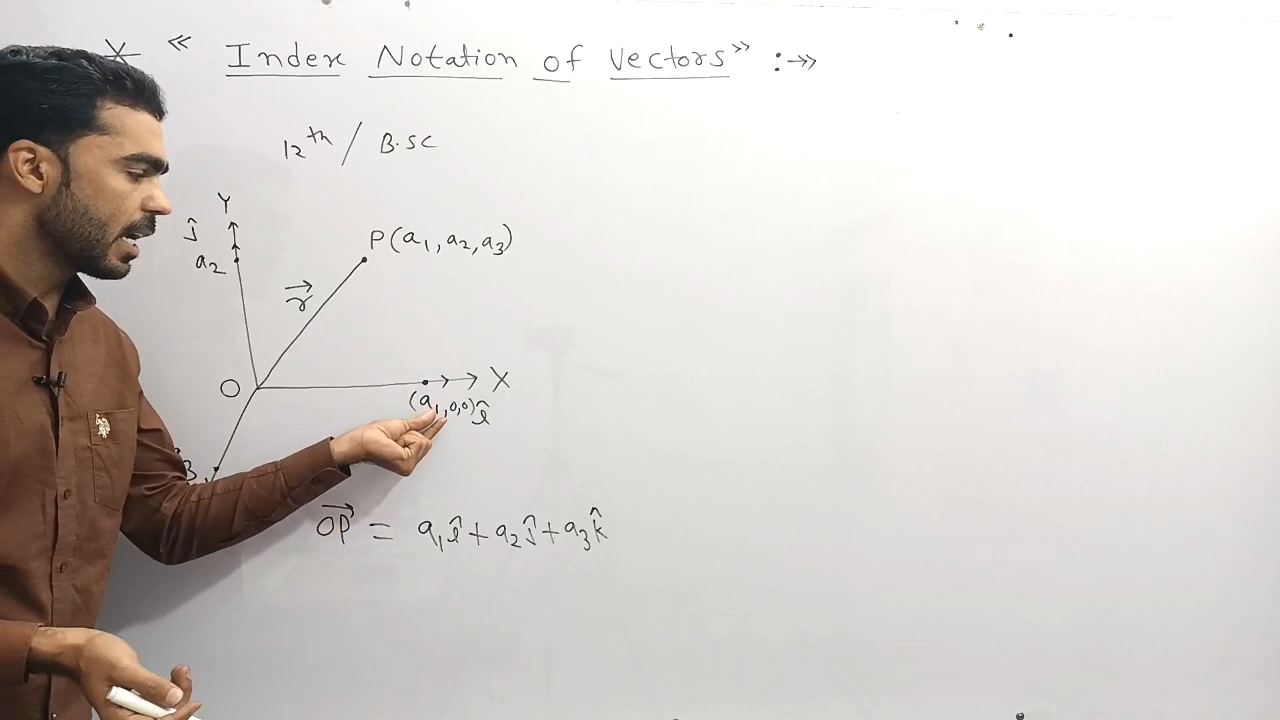 « Index Notation of Vectors » :→»
12th / B.SC
Y
ĵ
a₂
P(a₁, a₂, a₃)
r⃗
O
X
(a₁,0,0) î
OP⃗ = a₁î + a₂ĵ + a₃k̂